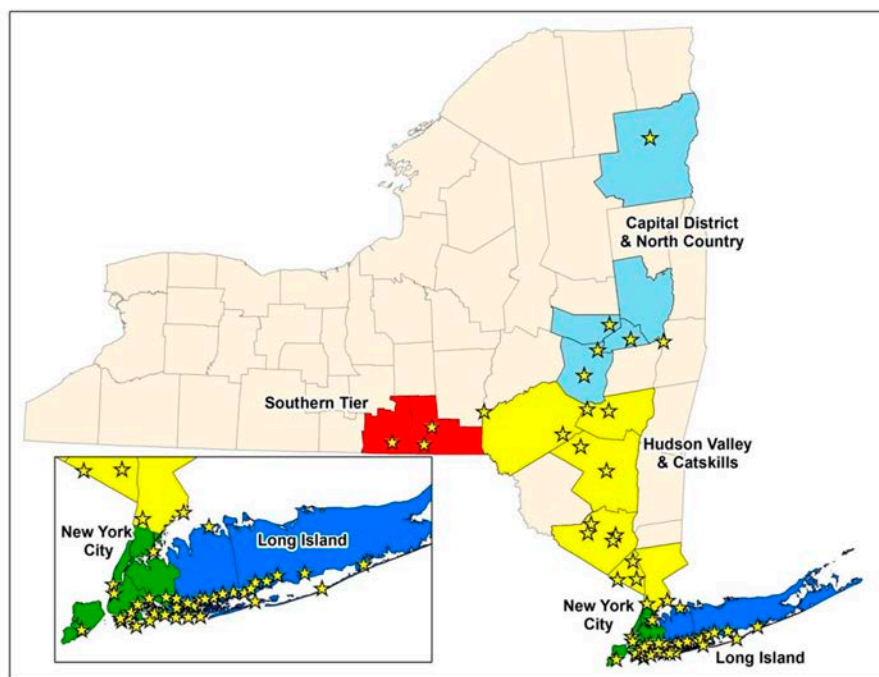 Capital District
& North Country
Southern Tier
Hudson Valley
& Catskills
New York
City
Long Island
New York
City
Long Island